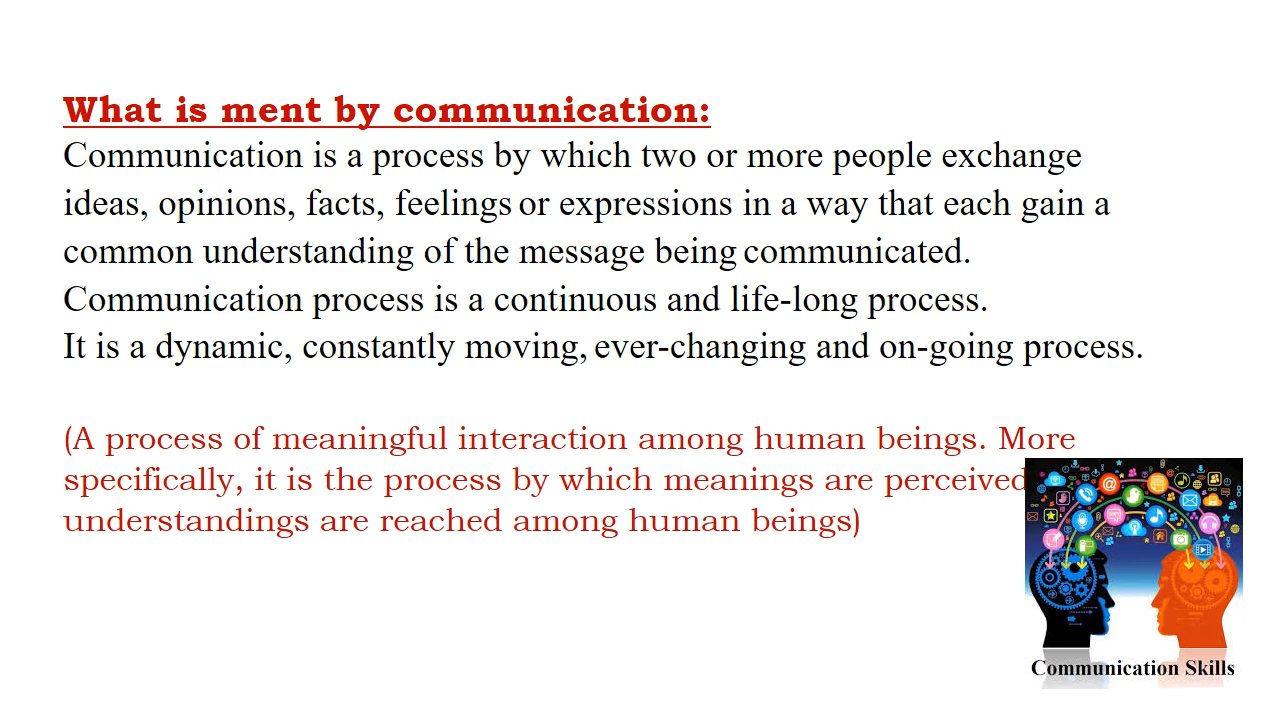 What is ment by communication:
Communication is a process by which two or more people exchange
ideas, opinions, facts, feelings or expressions in a way that each gain a
common understanding of the message being communicated.
Communication process is a continuous and life-long process.
It is a dynamic, constantly moving, ever-changing and on-going process.
(A process of meaningful interaction among human beings. More
specifically, it is the process by which meanings are perceived
understandings are reached among human beings)
Communication Skills